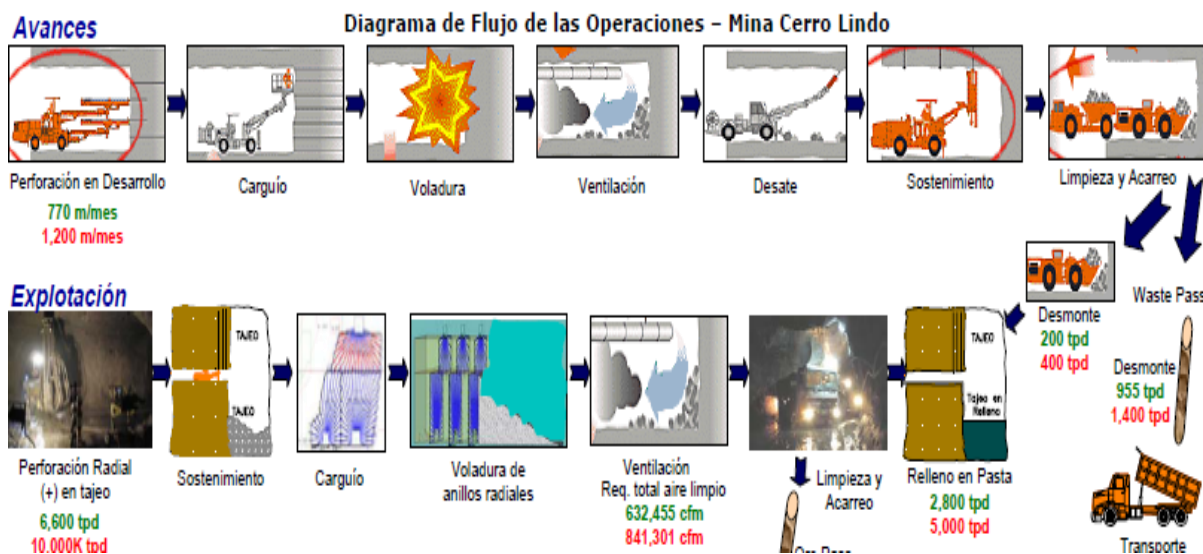 Avances
Diagrama de Flujo de las Operaciones – Mina Cerro Lindo
Perforación en Desarrollo
770 m/mes
1,200 m/mes
Carguío
Voladura
Ventilación
Desate
Sostenimiento
Limpieza y Acarreo
Explotación
Perforación Radial
(+) en tajeo
6,600 tpd
10.000K tpd
TAJEO
TAJEO
Sostenimiento
Carguío
Voladura de
anillos radiales
Ventilación
Req. total aire limpio
632,455 cfm
841,301 cfm
Limpieza y
Acarreo
Ore Pass
TAJEO
Tajeo en
Relleno
Relleno en Pasta
2,800 tpd
5,000 tpd
Desmonte
200 tpd
400 tpd
Waste Pass
Desmonte
955 tpd
1,400 tpd
Transporte